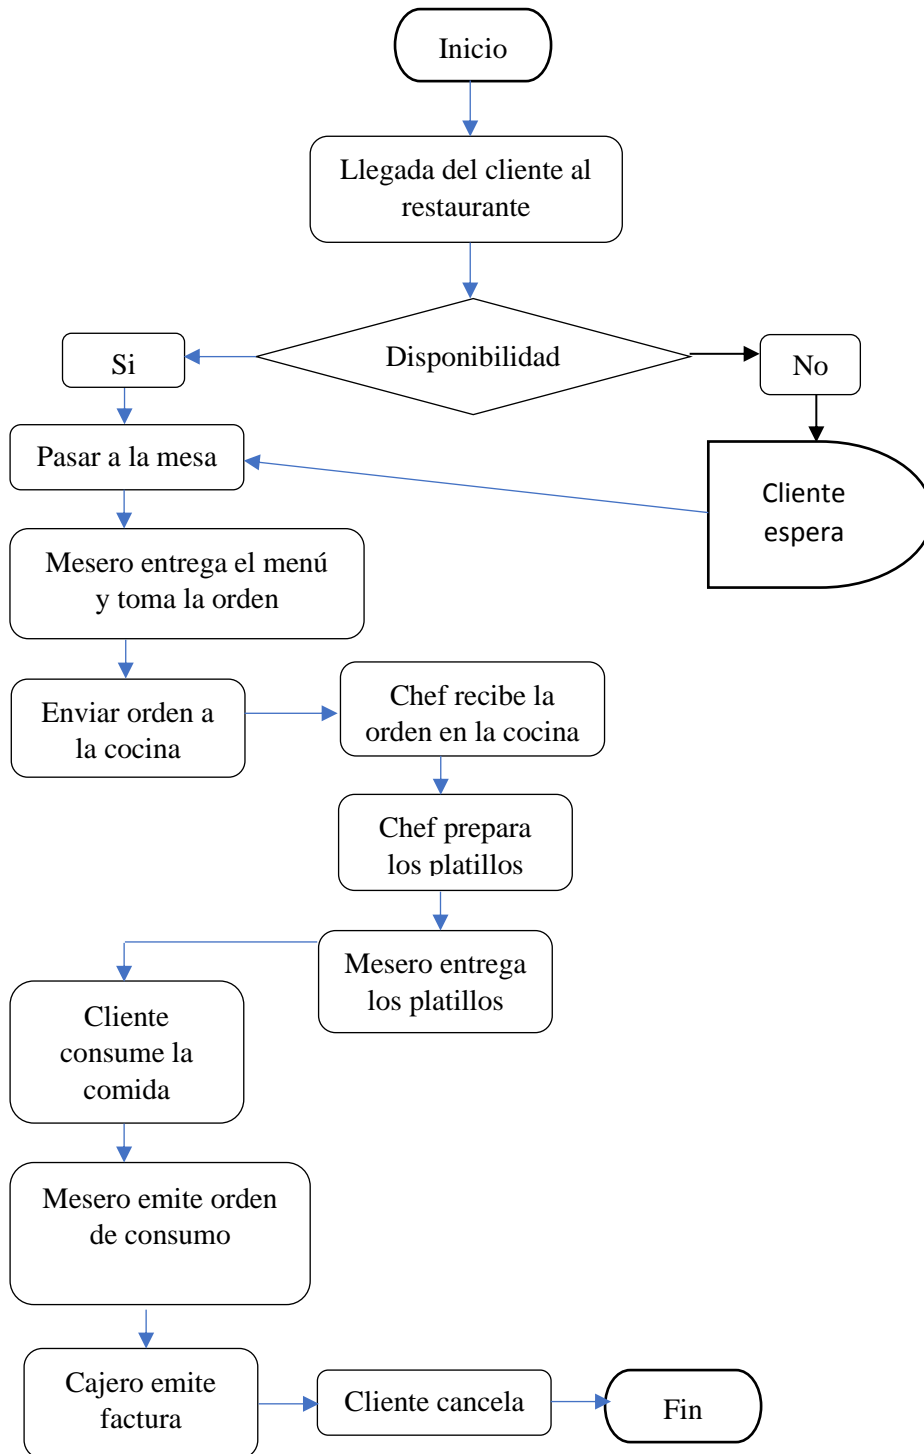 Inicio
Llegada del cliente al
restaurante
Disponibilidad
Si
No
Pasar a la mesa
Cliente
espera
Mesero entrega el menú
y toma la orden
Enviar orden a
la cocina
Chef recibe la
orden en la cocina
Chef prepara
los platillos
Mesero entrega
los platillos
Cliente
consume la
comida
Mesero emite orden
de consumo
Cajero emite
factura
Cliente cancela
Fin